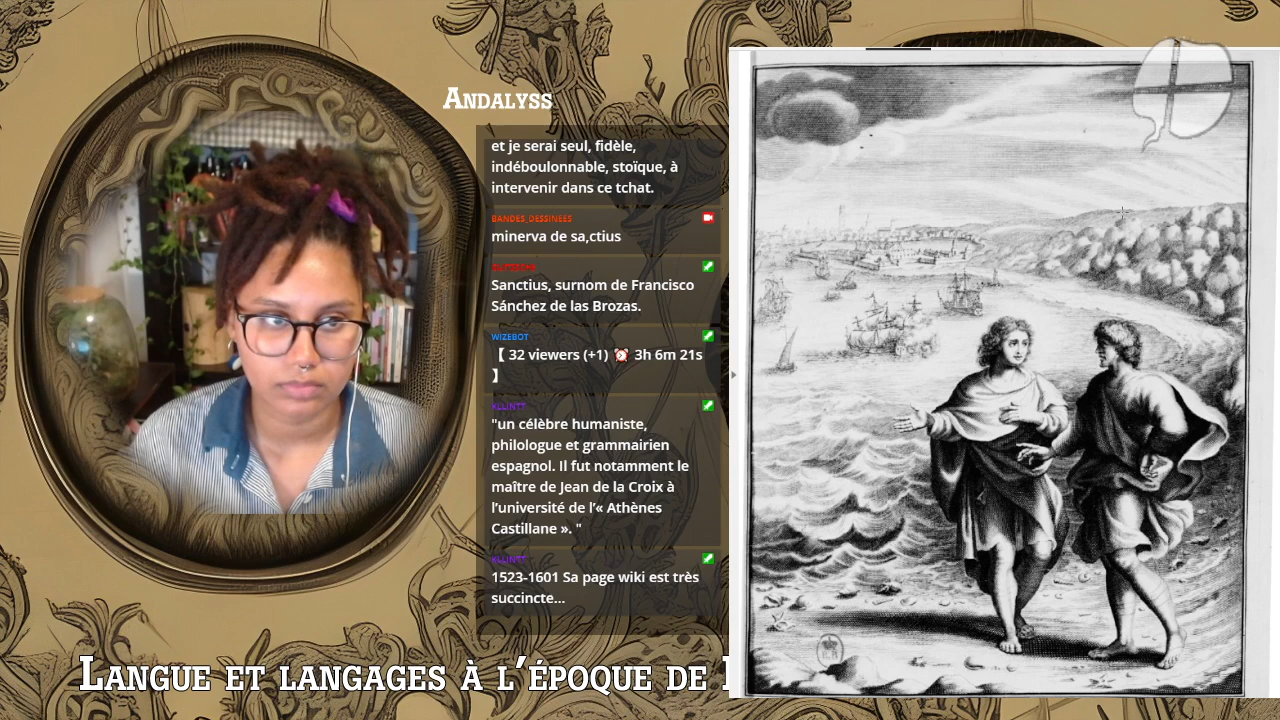 Andalyss
et je serai seul, fidèle,
indéboulonnable, stoïque, à
intervenir dans ce tchat.
BANDES_DESSINEES
minerva de sa,ctius
Sanctius, surnom de Francisco
Sánchez de las Brozas.
WIZEBOT
【 32 viewers (+1) ⏰ 3h 6m 21s
】
KLLINTT
"un célèbre humaniste,
philologue et grammairien
espagnol. Il fut notamment le
maître de Jean de la Croix à
l'université de l'« Athènes
Castillane ». "
KLLINTT
1523-1601 Sa page wiki est très
succincte...
Langue et langages à l'époque de